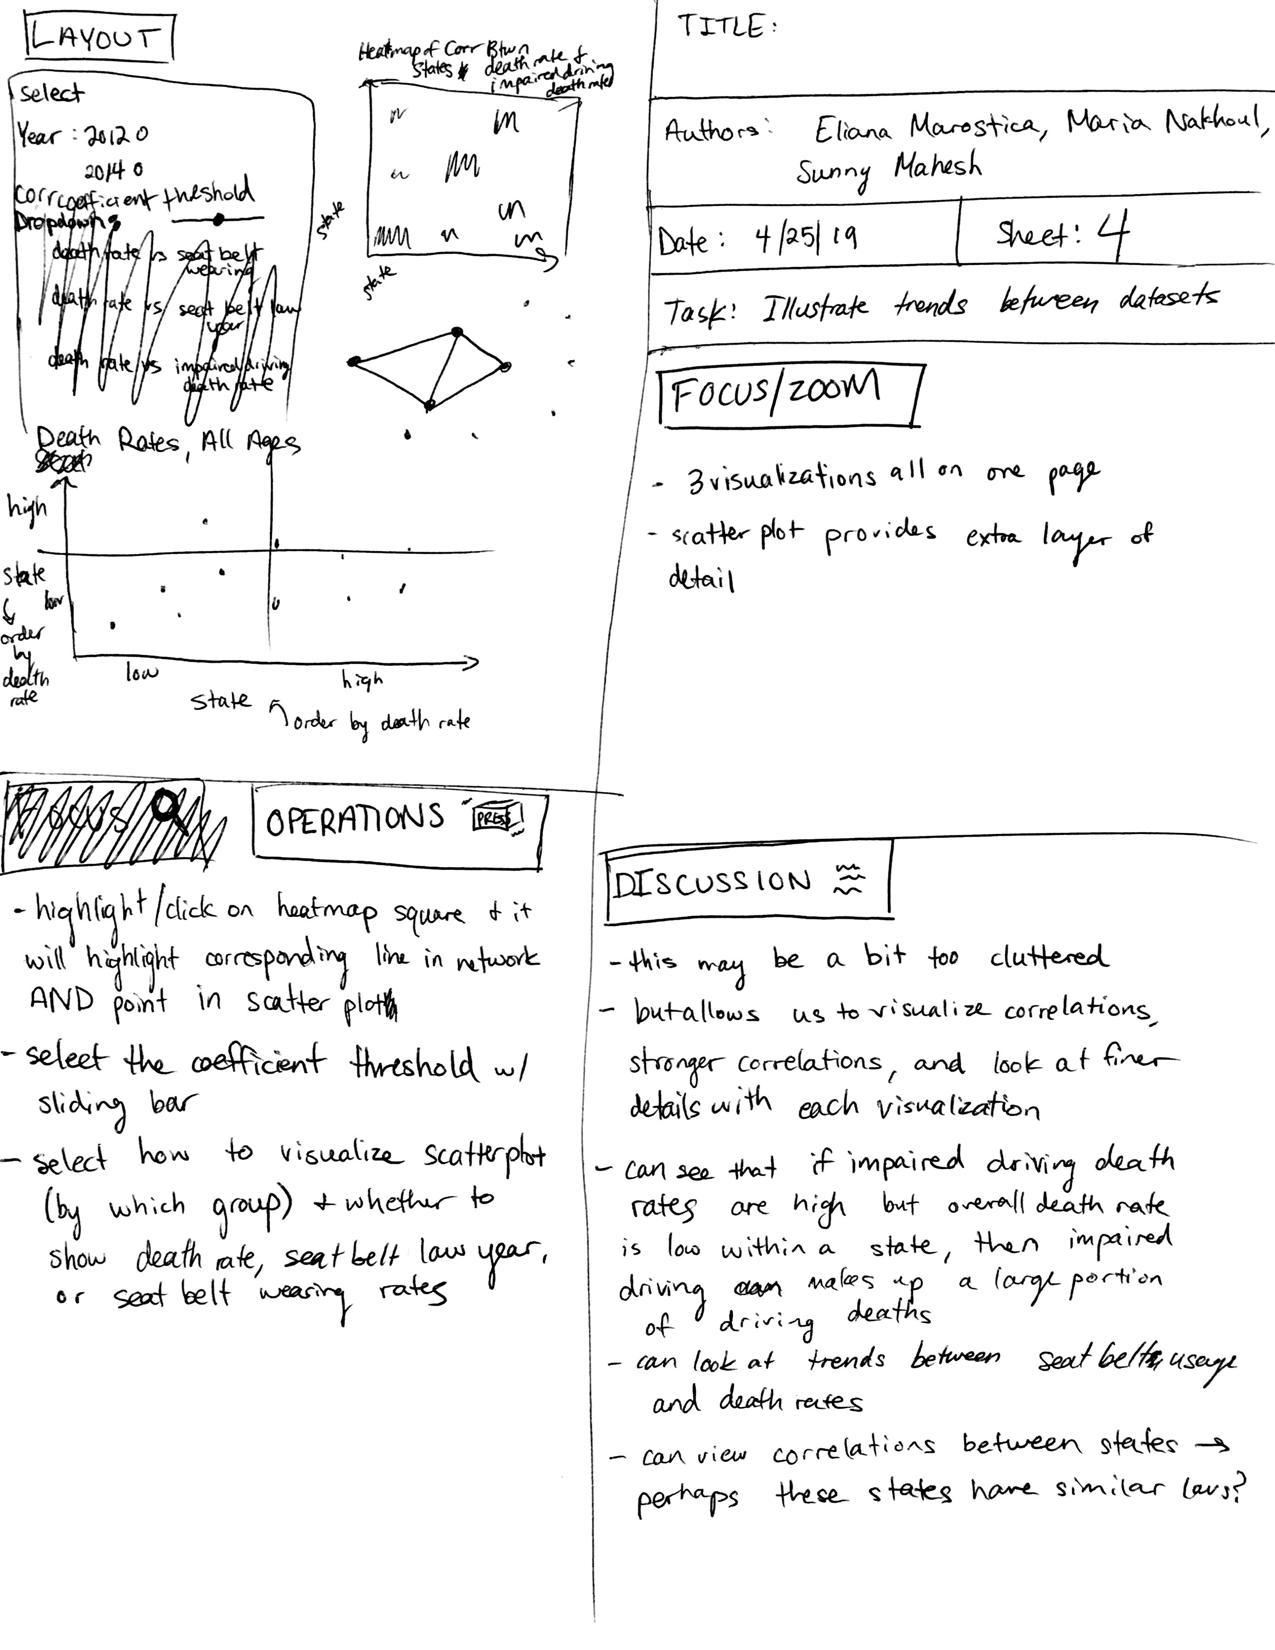 LAYOUT
Select
Year : 2012 o
2014 o
corrcoefficient threshold
Dropdowns
death rate vs seat belt
wearing
death rate vs seat belt law
year
death rate vs impaired driving
death rate
Heatmap of Corr Btwn
States death rate &
impaired driving
death rate
state
state
Death Rates, All Ages
high
state
low
order
by
death
rate
low
high
state
order by death rate
TITLE:
Authors: Eliana Marostica, Maria Nakhoul,
Sunny Mahesh
Date: 4/25/19
Sheet: 4
Task: Illustrate trends between datasets
FOCUS/ZOOM
- 3 visualizations all on one page
- scatter plot provides extra layer of
detail
FOCUS
OPERATIONS
PRESS
- highlight/click on heatmap square & it
will highlight corresponding line in network
AND point in scatter plot
- select the coefficient threshold w/
sliding bar
- select how to visualize scatterplot
(by which group) & whether to
show death rate, seat belt law year,
or seat belt wearing rates
DISCUSSION
- this may be a bit too cluttered
- but allows us to visualize correlations,
stronger correlations, and look at finer
details with each visualization
- can see that if impaired driving death
rates are high but overall death rate
is low within a state, then impaired
driving makes up a large portion
of driving deaths
- can look at trends between seat belt usage
and death rates
- can view correlations between states →
perhaps these states have similar laws?